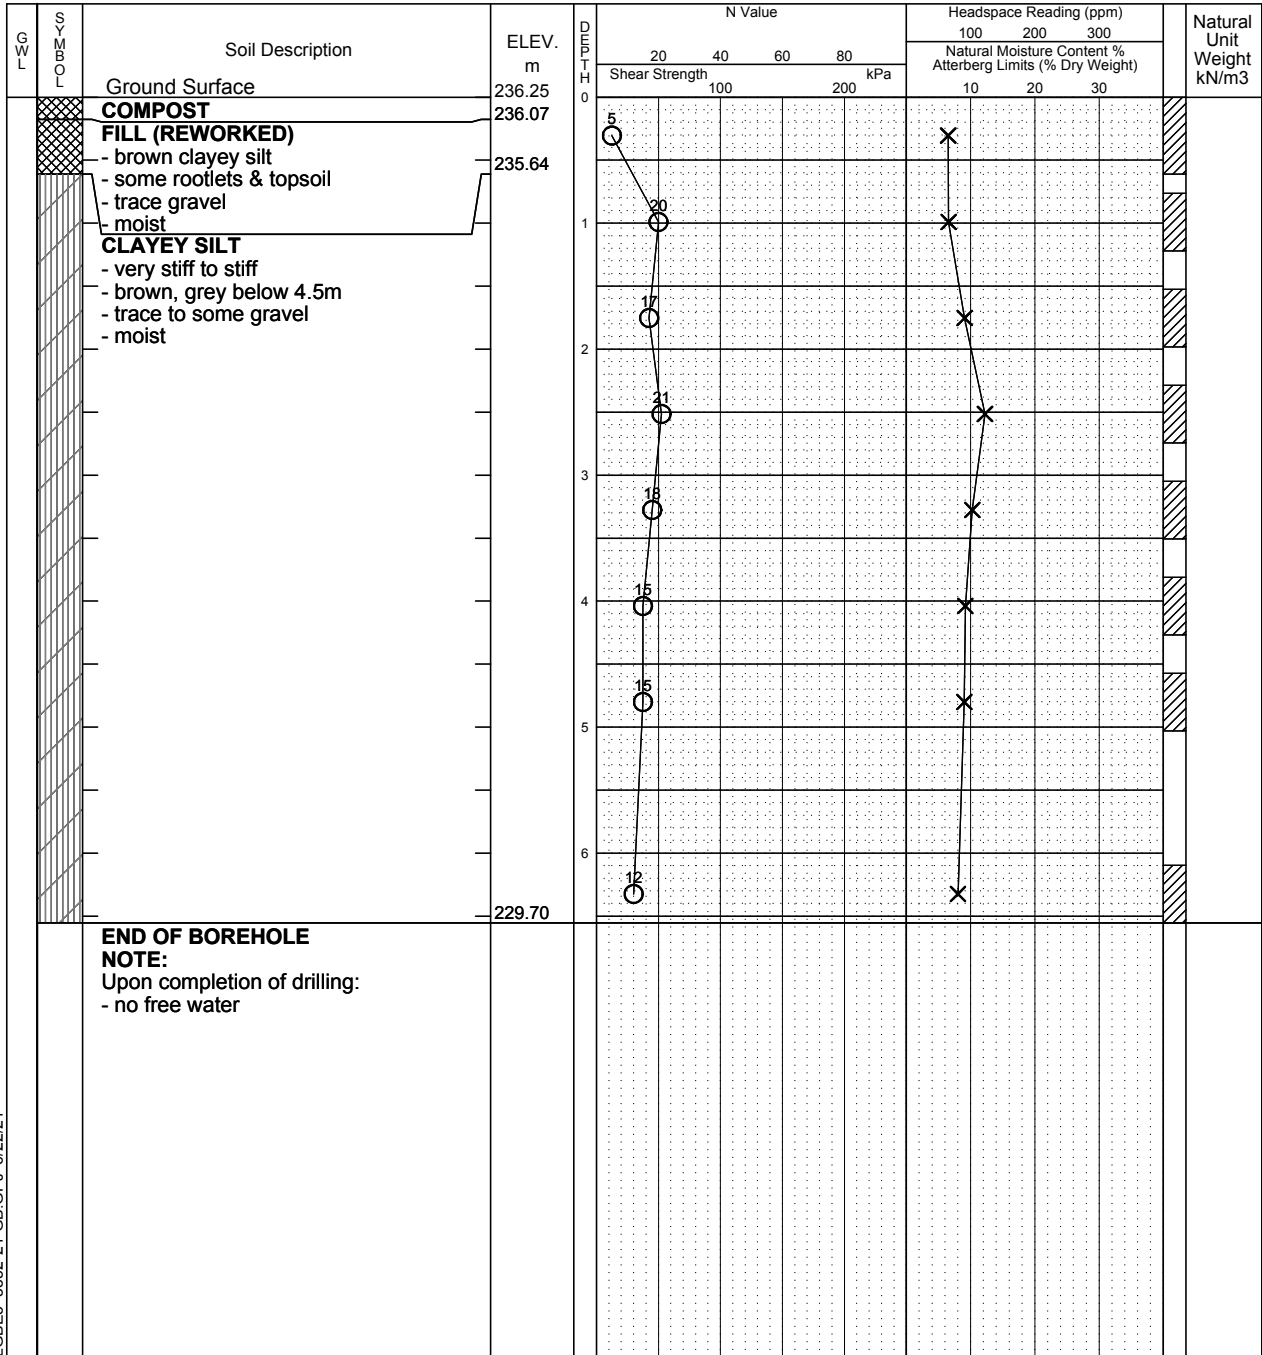 GWL
SYMBOL
Soil Description
Ground Surface
ELEV.
m
236.25
DEPTH
N Value
20 40 60 80
Shear Strength kPa
100 200
Headspace Reading (ppm)
100 200 300
Natural Moisture Content %
Atterberg Limits (% Dry Weight)
10 20 30
Natural
Unit
Weight
kN/m3
0
COMPOST
236.07
FILL (REWORKED)
- brown clayey silt
235.64
- some rootlets & topsoil
- trace gravel
- moist
CLAYEY SILT
- very stiff to stiff
- brown, grey below 4.5m
- trace to some gravel
- moist
5
20
1
17
2
21
3
18
15
4
15
5
6
12
229.70
END OF BOREHOLE
NOTE:
Upon completion of drilling:
- no free water